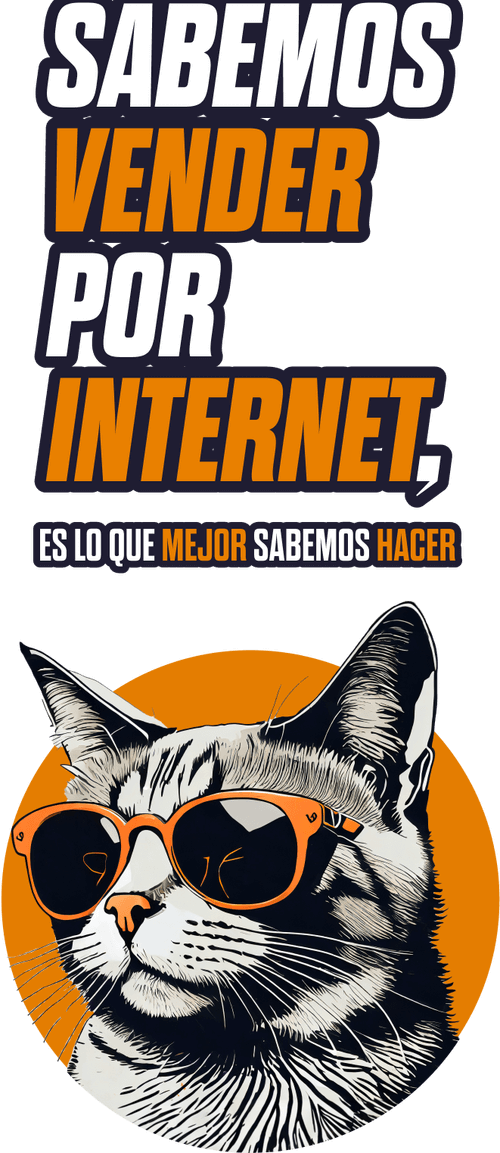 SABEMOS
VENDER
POR
INTERNET,
ES LO QUE MEJOR SABEMOS HACER